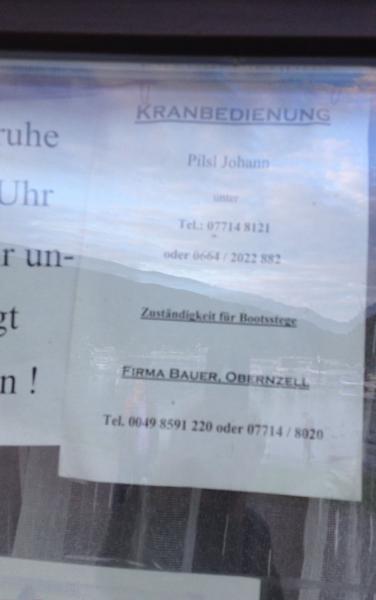 ruhe
Uhr
r un-
gt
n !
KRANBEDIENUNG
Pilsl Johann
unter
Tel.: 07714 8121
oder 0664 / 2022 882
Zuständigkeit für Bootsstege
FIRMA BAUER, OBERNZELL
Tel. 0049 8591 220 oder 07714 / 8020